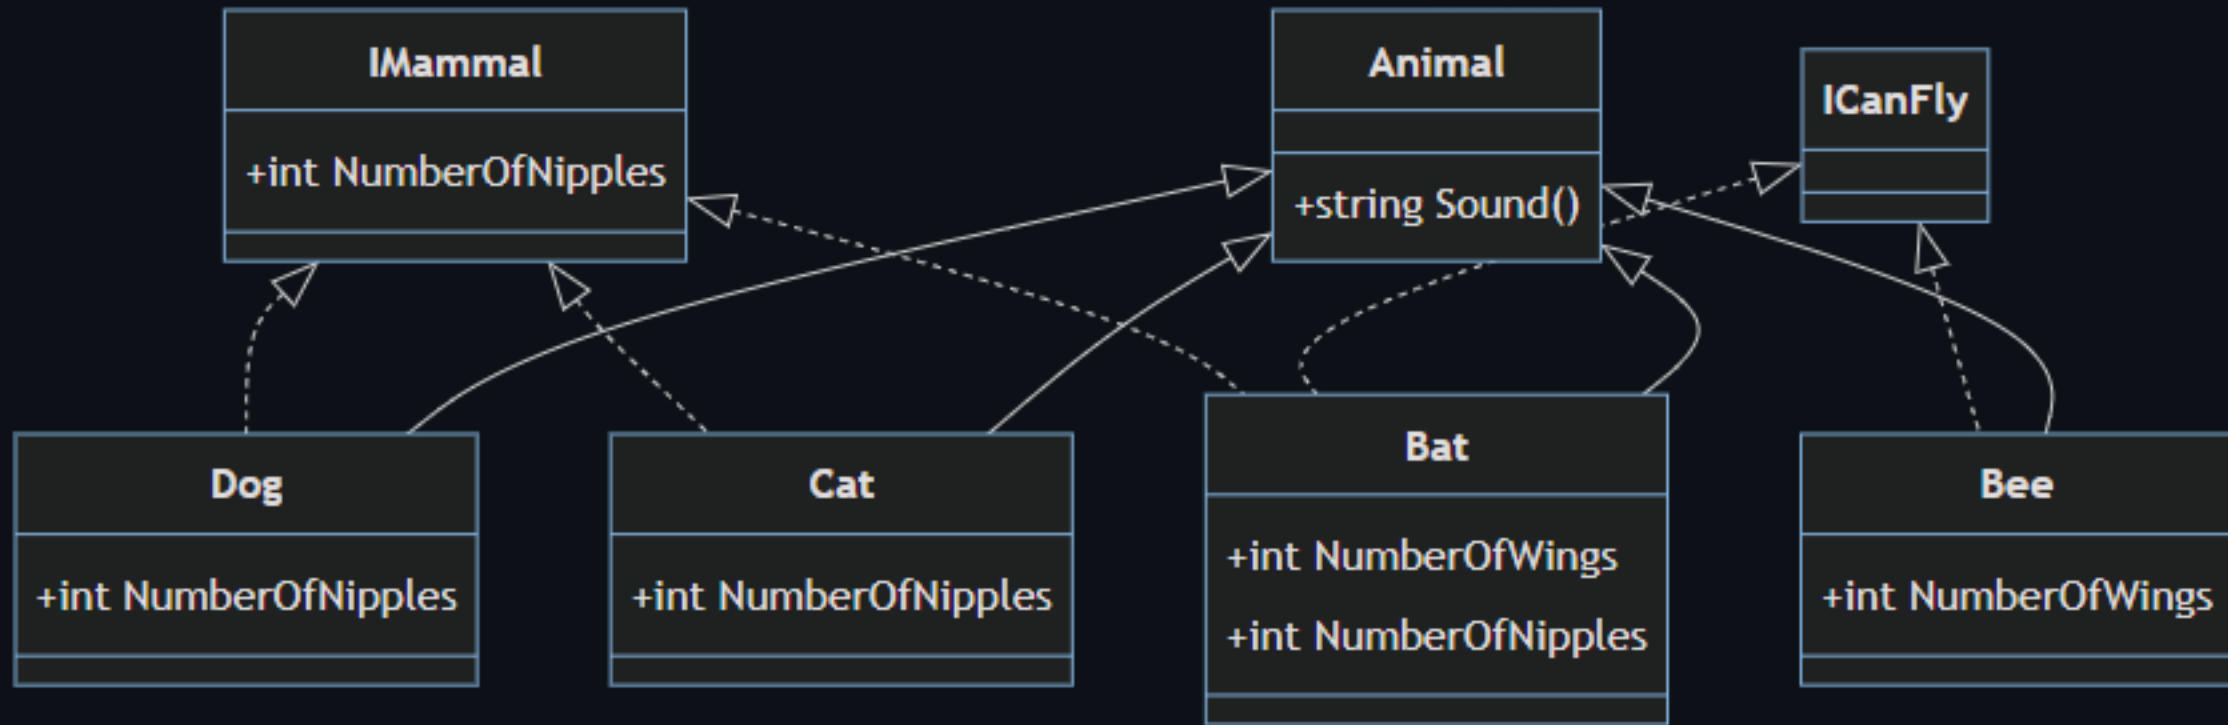 IMammal
+int NumberOfNipples
Animal
+string Sound()
ICanFly
Dog
+int NumberOfNipples
Cat
+int NumberOfNipples
Bat
+int NumberOfWings
+int NumberOfNipples
Bee
+int NumberOfWings